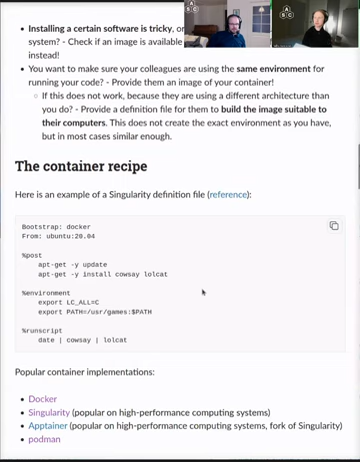 Installing a certain software is tricky, or
system? - Check if an image is available
instead!
You want to make sure your colleagues are using the same environment for
running your code? - Provide them an image of your container!
If this does not work, because they are using a different architecture than
you do? - Provide a definition file for them to build the image suitable to
their computers. This does not create the exact environment as you have,
but in most cases similar enough.
The container recipe
Here is an example of a Singularity definition file (reference):
Bootstrap: docker
From: ubuntu:20.04
%post
apt-get -y update
apt-get -y install cowsay lolcat
%environment
export LC_ALL=C
export PATH=/usr/games:$PATH
%runscript
date | cowsay | lolcat
Popular container implementations:
Docker
Singularity (popular on high-performance computing systems)
Apptainer (popular on high-performance computing systems, fork of Singularity)
podman